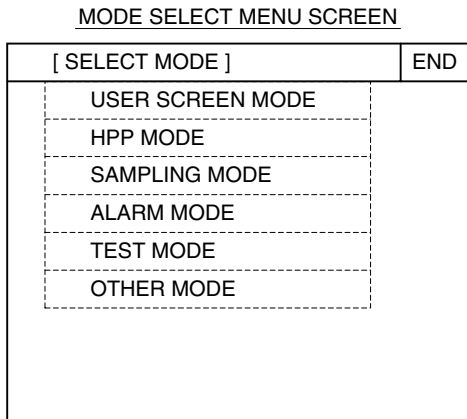 MODE SELECT MENU SCREEN
[ SELECT MODE ] END
USER SCREEN MODE
HPP MODE
SAMPLING MODE
ALARM MODE
TEST MODE
OTHER MODE